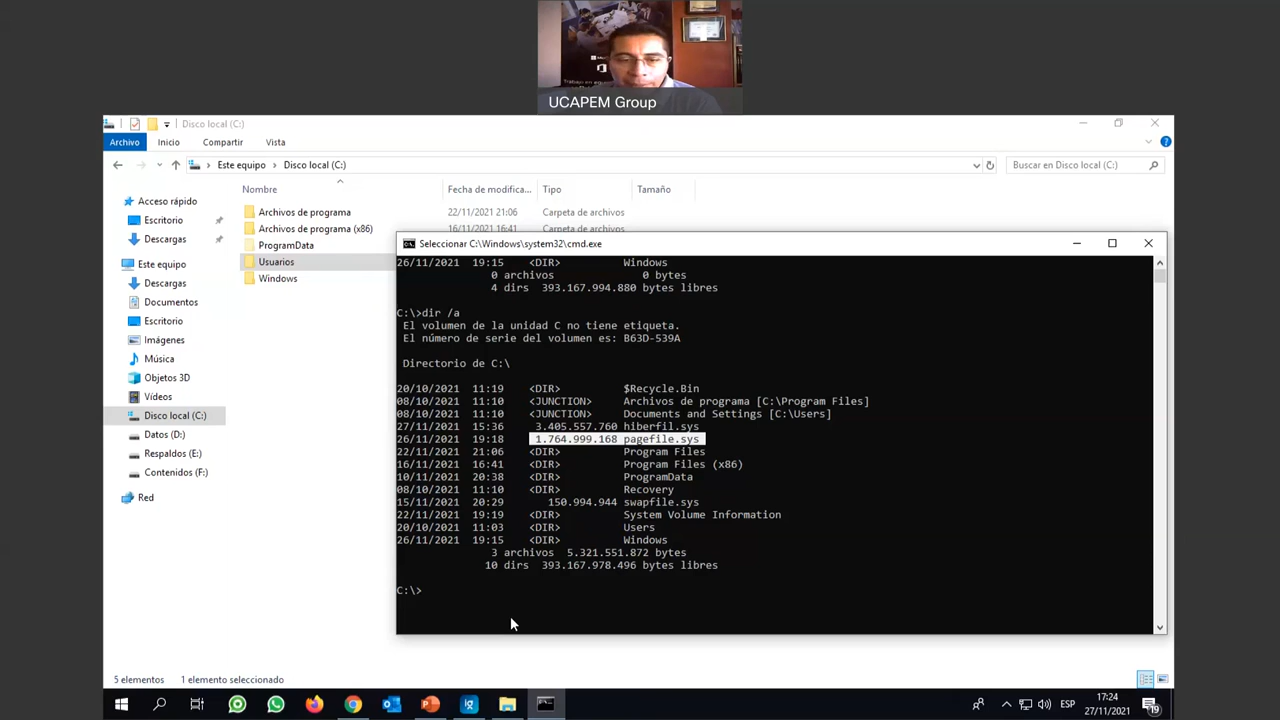 UCAPEM Group
Disco local (C:)
Archivo Inicio Compartir Vista
Este equipo > Disco local (C:)
Buscar en Disco local (C:)
Nombre Fecha de modifica... Tipo Tamaño
Acceso rápido
Escritorio
Descargas
Este equipo
Descargas
Documentos
Escritorio
Imágenes
Música
Objetos 3D
Vídeos
Disco local (C:)
Datos (D:)
Respaldos (E:)
Contenidos (F:)
Red
Archivos de programa 22/11/2021 21:06 Carpeta de archivos
Archivos de programa (x86) 16/11/2021 16:41 Carpeta de archivos
ProgramData
Usuarios
Windows
Seleccionar C:\Windows\system32\cmd.exe
26/11/2021 19:15 <DIR> Windows
0 archivos 0 bytes
4 dirs 393.167.994.880 bytes libres
C:\>dir /a
El volumen de la unidad C no tiene etiqueta.
El número de serie del volumen es: B63D-539A
Directorio de C:\
20/10/2021 11:19 <DIR> $Recycle.Bin
08/10/2021 11:10 <JUNCTION> Archivos de programa [C:\Program Files]
08/10/2021 11:10 <JUNCTION> Documents and Settings [C:\Users]
27/11/2021 15:36 3.405.557.760 hiberfil.sys
26/11/2021 19:18 1.764.999.168 pagefile.sys
22/11/2021 21:06 <DIR> Program Files
16/11/2021 16:41 <DIR> Program Files (x86)
10/11/2021 20:38 <DIR> ProgramData
08/10/2021 11:10 <DIR> Recovery
15/11/2021 20:29 150.994.944 swapfile.sys
22/11/2021 19:19 <DIR> System Volume Information
20/10/2021 11:03 <DIR> Users
26/11/2021 19:15 <DIR> Windows
3 archivos 5.321.551.872 bytes
10 dirs 393.167.978.496 bytes libres
C:\>
5 elementos 1 elemento seleccionado
ESP
17:24
27/11/2021
19